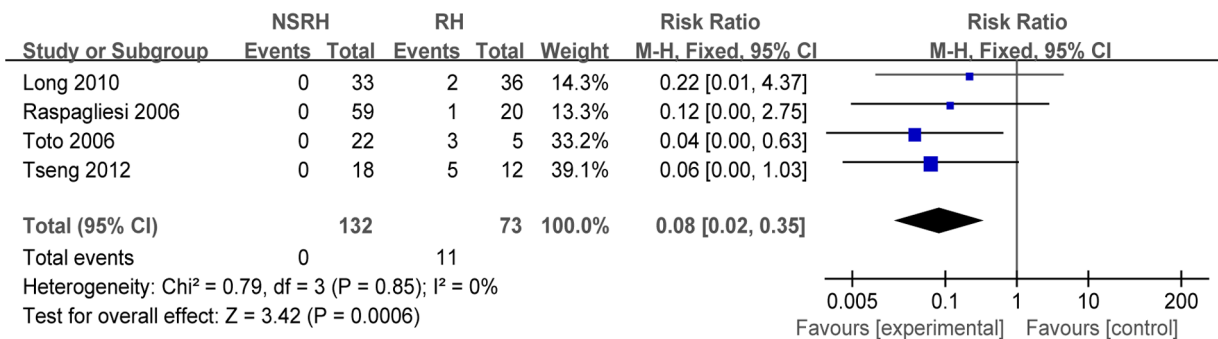 NSRH RH Risk Ratio Risk Ratio
Study or Subgroup Events Total Events Total Weight M-H, Fixed, 95% CI M-H, Fixed, 95% CI
Long 2010 0 33 2 36 14.3% 0.22 [0.01, 4.37]
Raspagliesi 2006 0 59 1 20 13.3% 0.12 [0.00, 2.75]
Toto 2006 0 22 3 5 33.2% 0.04 [0.00, 0.63]
Tseng 2012 0 18 5 12 39.1% 0.06 [0.00, 1.03]
Total (95% CI) 132 73 100.0% 0.08 [0.02, 0.35]
Total events 0 11
Heterogeneity: Chi² = 0.79, df = 3 (P = 0.85); I² = 0%
Test for overall effect: Z = 3.42 (P = 0.0006)
0.005 0.1 1 10 200
Favours [experimental] Favours [control]